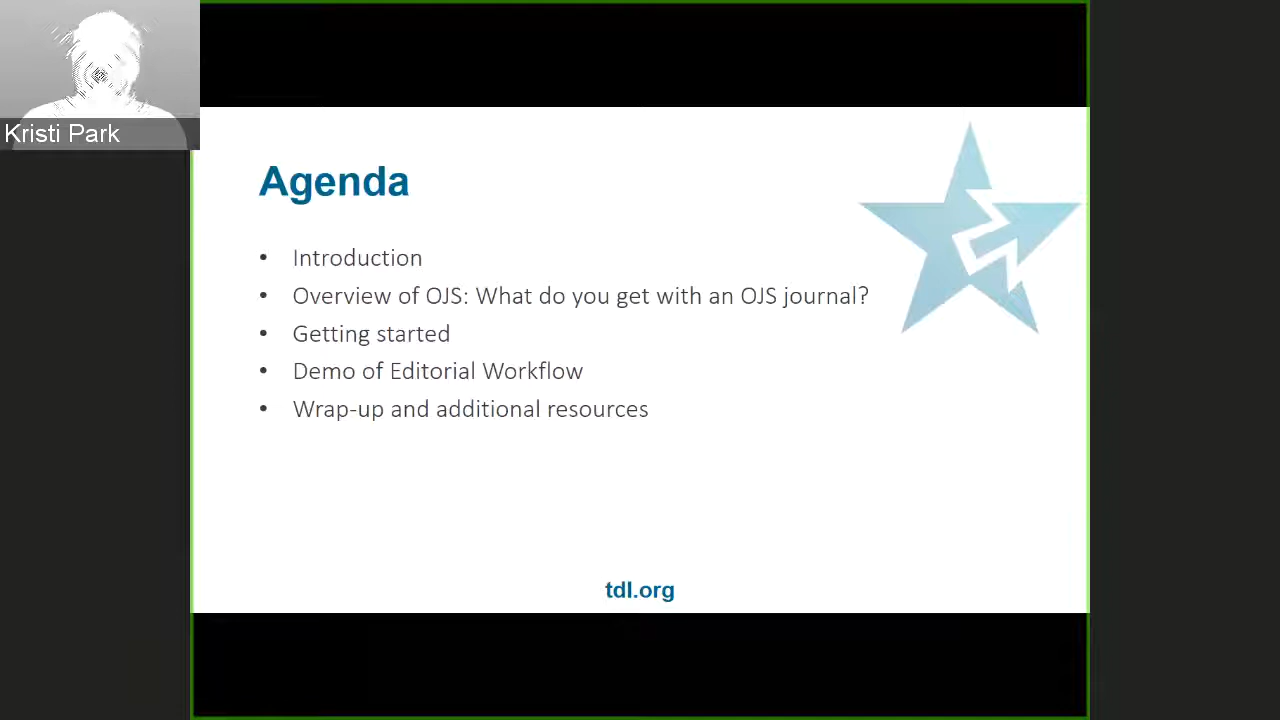 Kristi Park
Agenda
• Introduction
• Overview of OJS: What do you get with an OJS journal?
• Getting started
• Demo of Editorial Workflow
• Wrap-up and additional resources
tdl.org